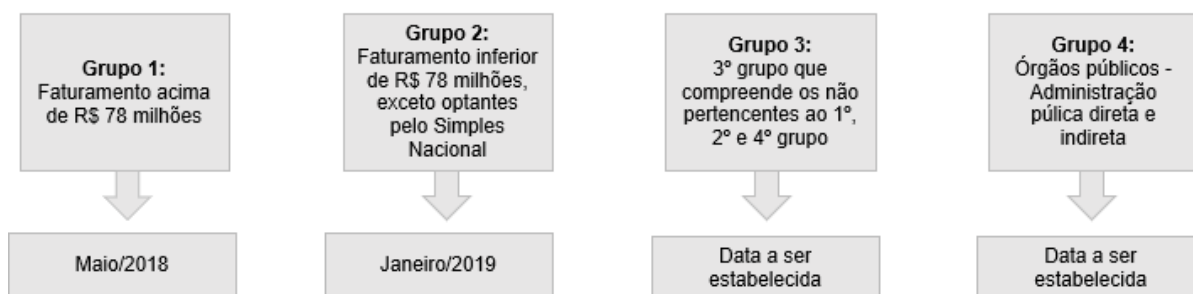 Grupo 1:
Faturamento acima
de R$ 78 milhões
Grupo 2:
Faturamento inferior
de R$ 78 milhões,
exceto optantes
pelo Simples
Nacional
Grupo 3:
3º grupo que
compreende os não
pertencentes ao 1º,
2º e 4º grupo
Grupo 4:
Órgãos públicos -
Administração
púlica direta e
indireta
Maio/2018
Janeiro/2019
Data a ser
estabelecida
Data a ser
estabelecida